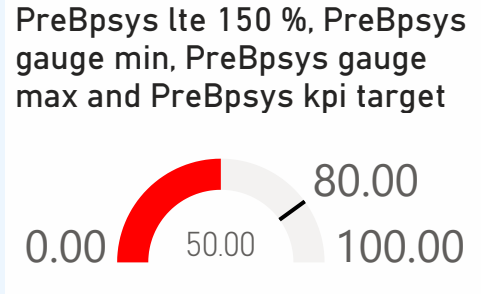 PreBpsys lte 150 %, PreBpsys
gauge min, PreBpsys gauge
max and PreBpsys kpi target
80.00
0.00
50.00
100.00